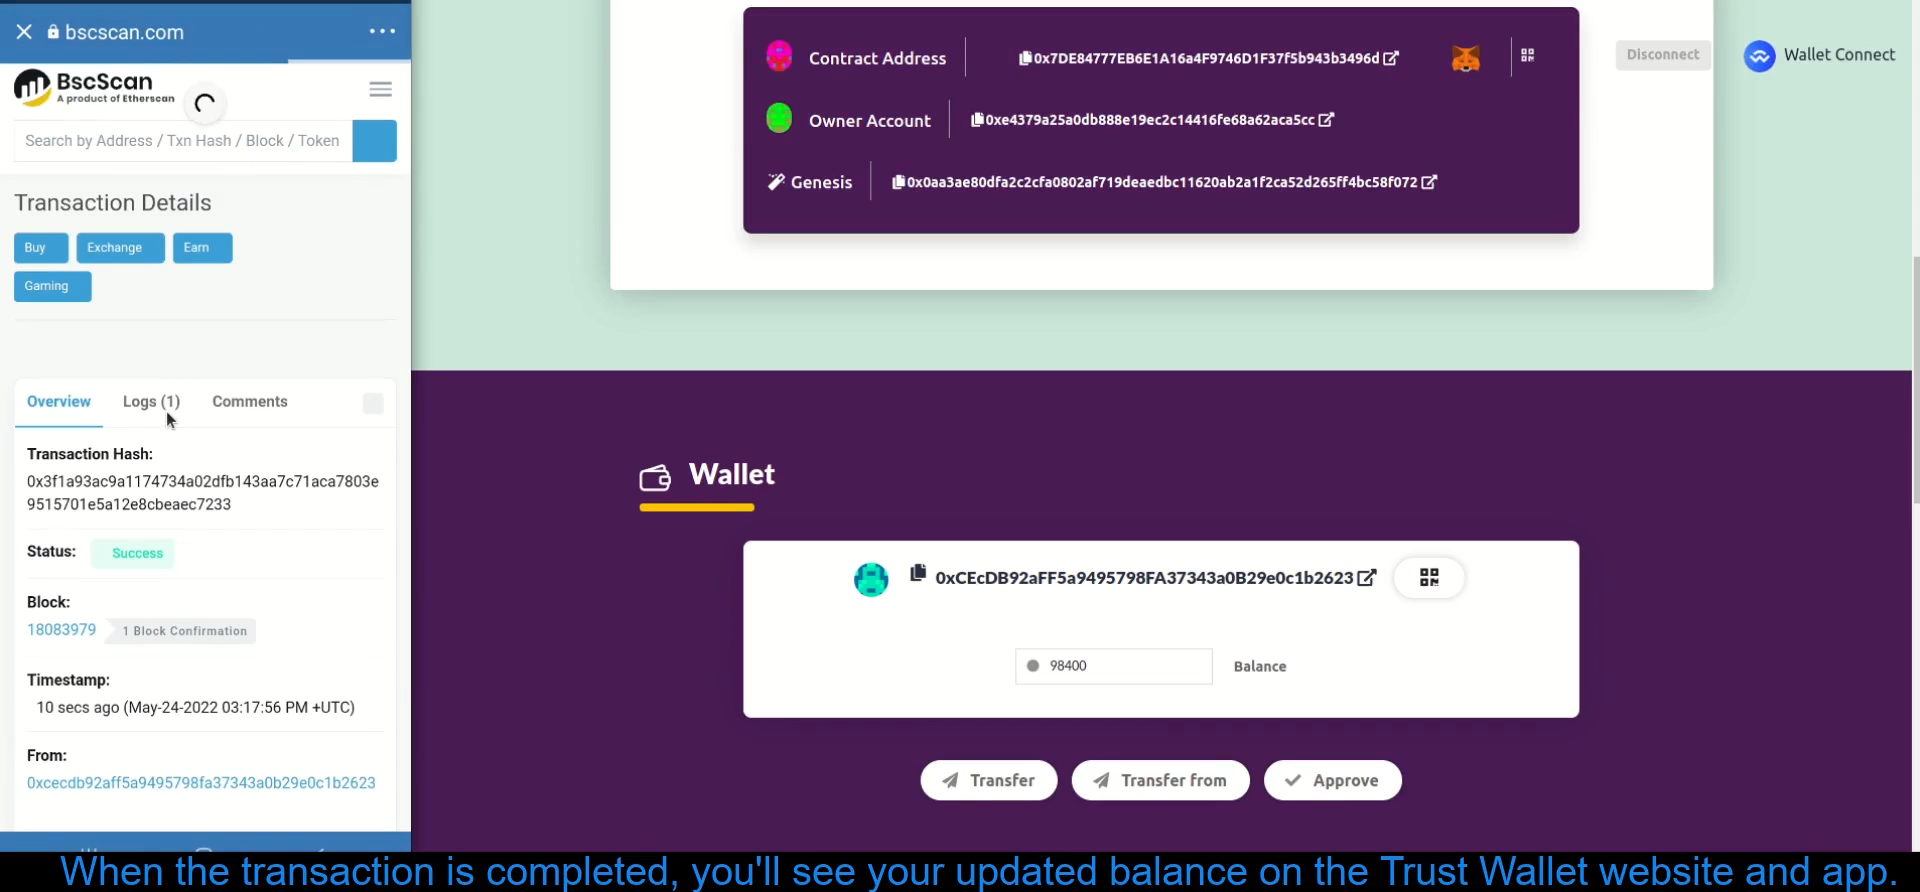 bscscan.com
BscScan
A product of Etherscan
Search by Address / Txn Hash / Block / Token
Transaction Details
Buy
Exchange
Earn
Gaming
Overview
Logs (1)
Comments
Transaction Hash:
0x3f1a93ac9a1174734a02dfb143aa7c71aca7803e
9515701e5a12e8cbeaec7233
Status:
Success
Block:
18083979
1 Block Confirmation
Timestamp:
10 secs ago (May-24-2022 03:17:56 PM +UTC)
From:
0xcecdb92aff5a9495798fa37343a0b29e0c1b2623
Contract Address
0x7DE84777EB6E1A16a4F9746D1F37f5b943b3496d
Disconnect
Wallet Connect
Owner Account
0xe4379a25a0db888e19ec2c14416fe68a62aca5cc
Genesis
0x0aa3ae80dfa2c2cfa0802af719deaedbc11620ab2a1f2ca52d265ff4bc58f072
Wallet
0xCEcDB92aFF5a9495798FA37343a0B29e0c1b2623
98400
Balance
Transfer
Transfer from
Approve
When the transaction is completed, you'll see your updated balance on the Trust Wallet website and app.